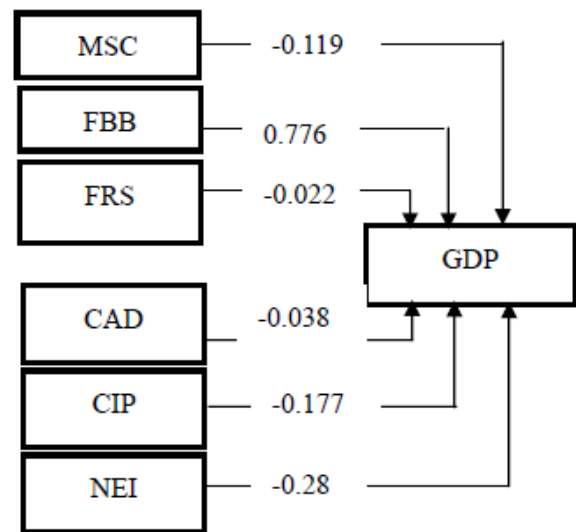 MSC -0.119
FBB 0.776
FRS -0.022
GDP
CAD -0.038
CIP -0.177
NEI -0.28